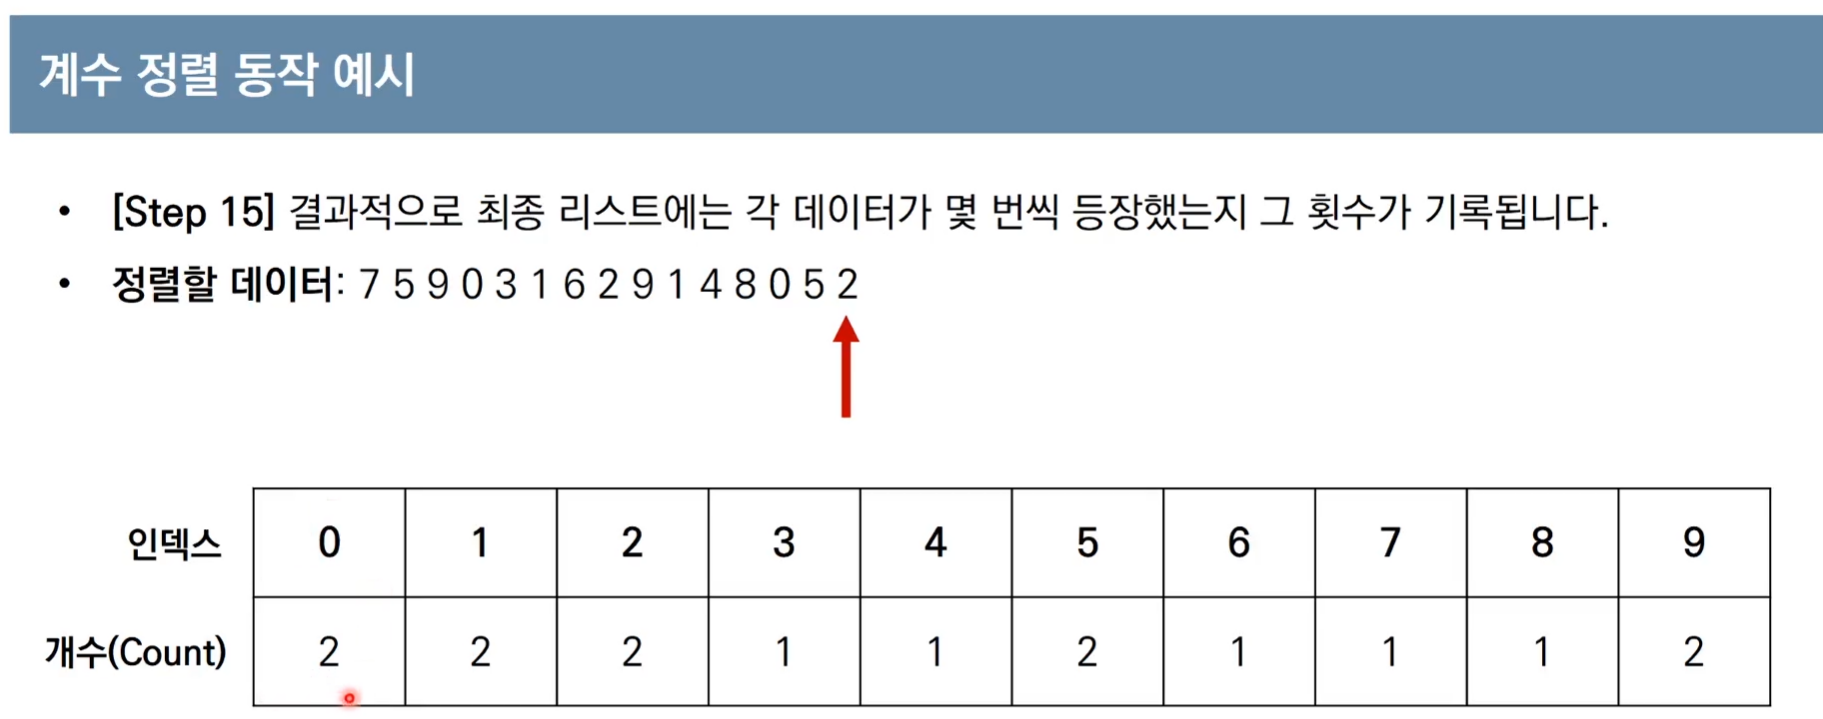 계수 정렬 동작 예시
• [Step 15] 결과적으로 최종 리스트에는 각 데이터가 몇 번씩 등장했는지 그 횟수가 기록됩니다.
• 정렬할 데이터: 7 5 9 0 3 1 6 2 9 1 4 8 0 5 2
인덱스 0 1 2 3 4 5 6 7 8 9
개수(Count) 2 2 2 1 1 2 1 1 1 2